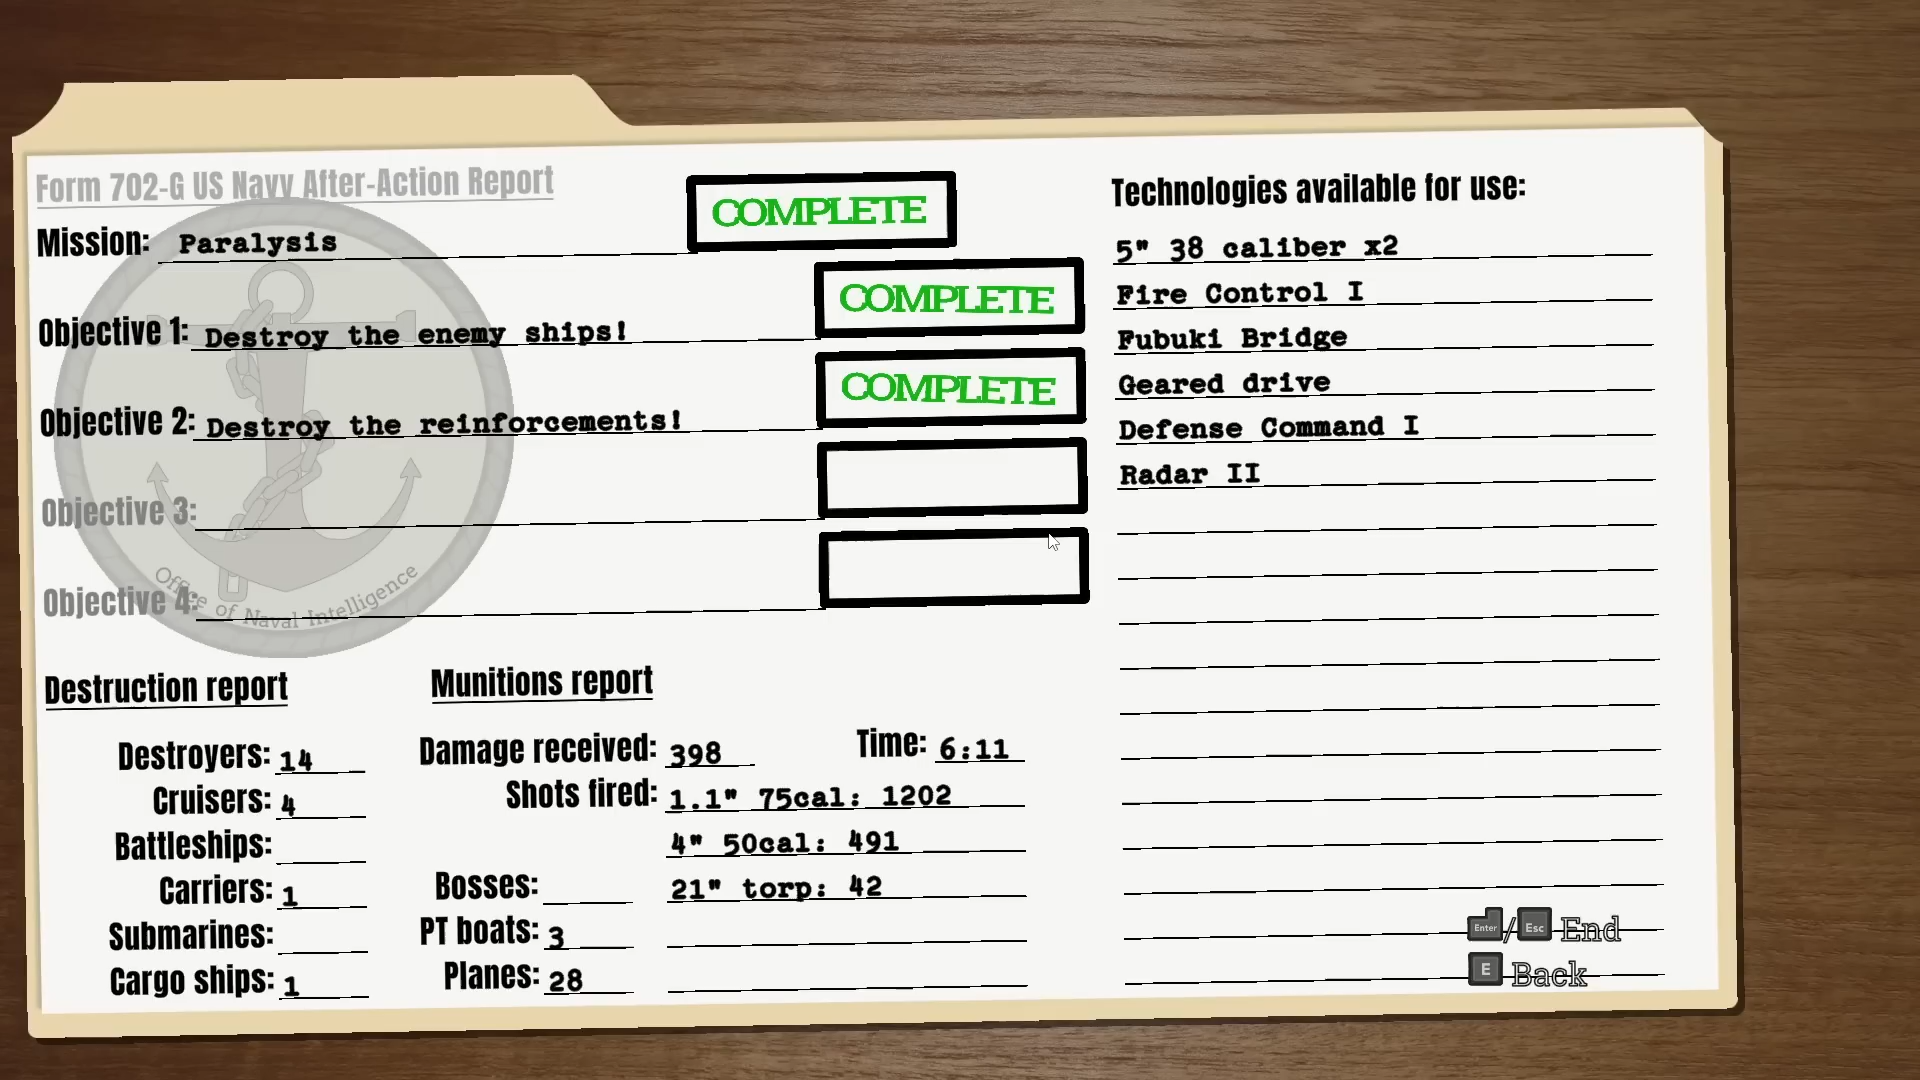 Form 702-G US Navy After-Action Report
COMPLETE
Mission: Paralysis
COMPLETE
Objective 1: Destroy the enemy ships!
COMPLETE
Objective 2: Destroy the reinforcements!
Objective 3:
Objective 4:
Office of Naval Intelligence
Destruction report
Destroyers: 14
Cruisers: 4
Battleships:
Carriers: 1
Submarines:
Cargo ships: 1
Munitions report
Damage received: 398 Time: 6:11
Shots fired: 1.1" 75cal: 1202
4" 50cal: 491
21" torp: 42
Bosses:
PT boats: 3
Planes: 28
Technologies available for use:
5" 38 caliber x2
Fire Control I
Fubuki Bridge
Geared drive
Defense Command I
Radar II
Enter/Esc End
E Back